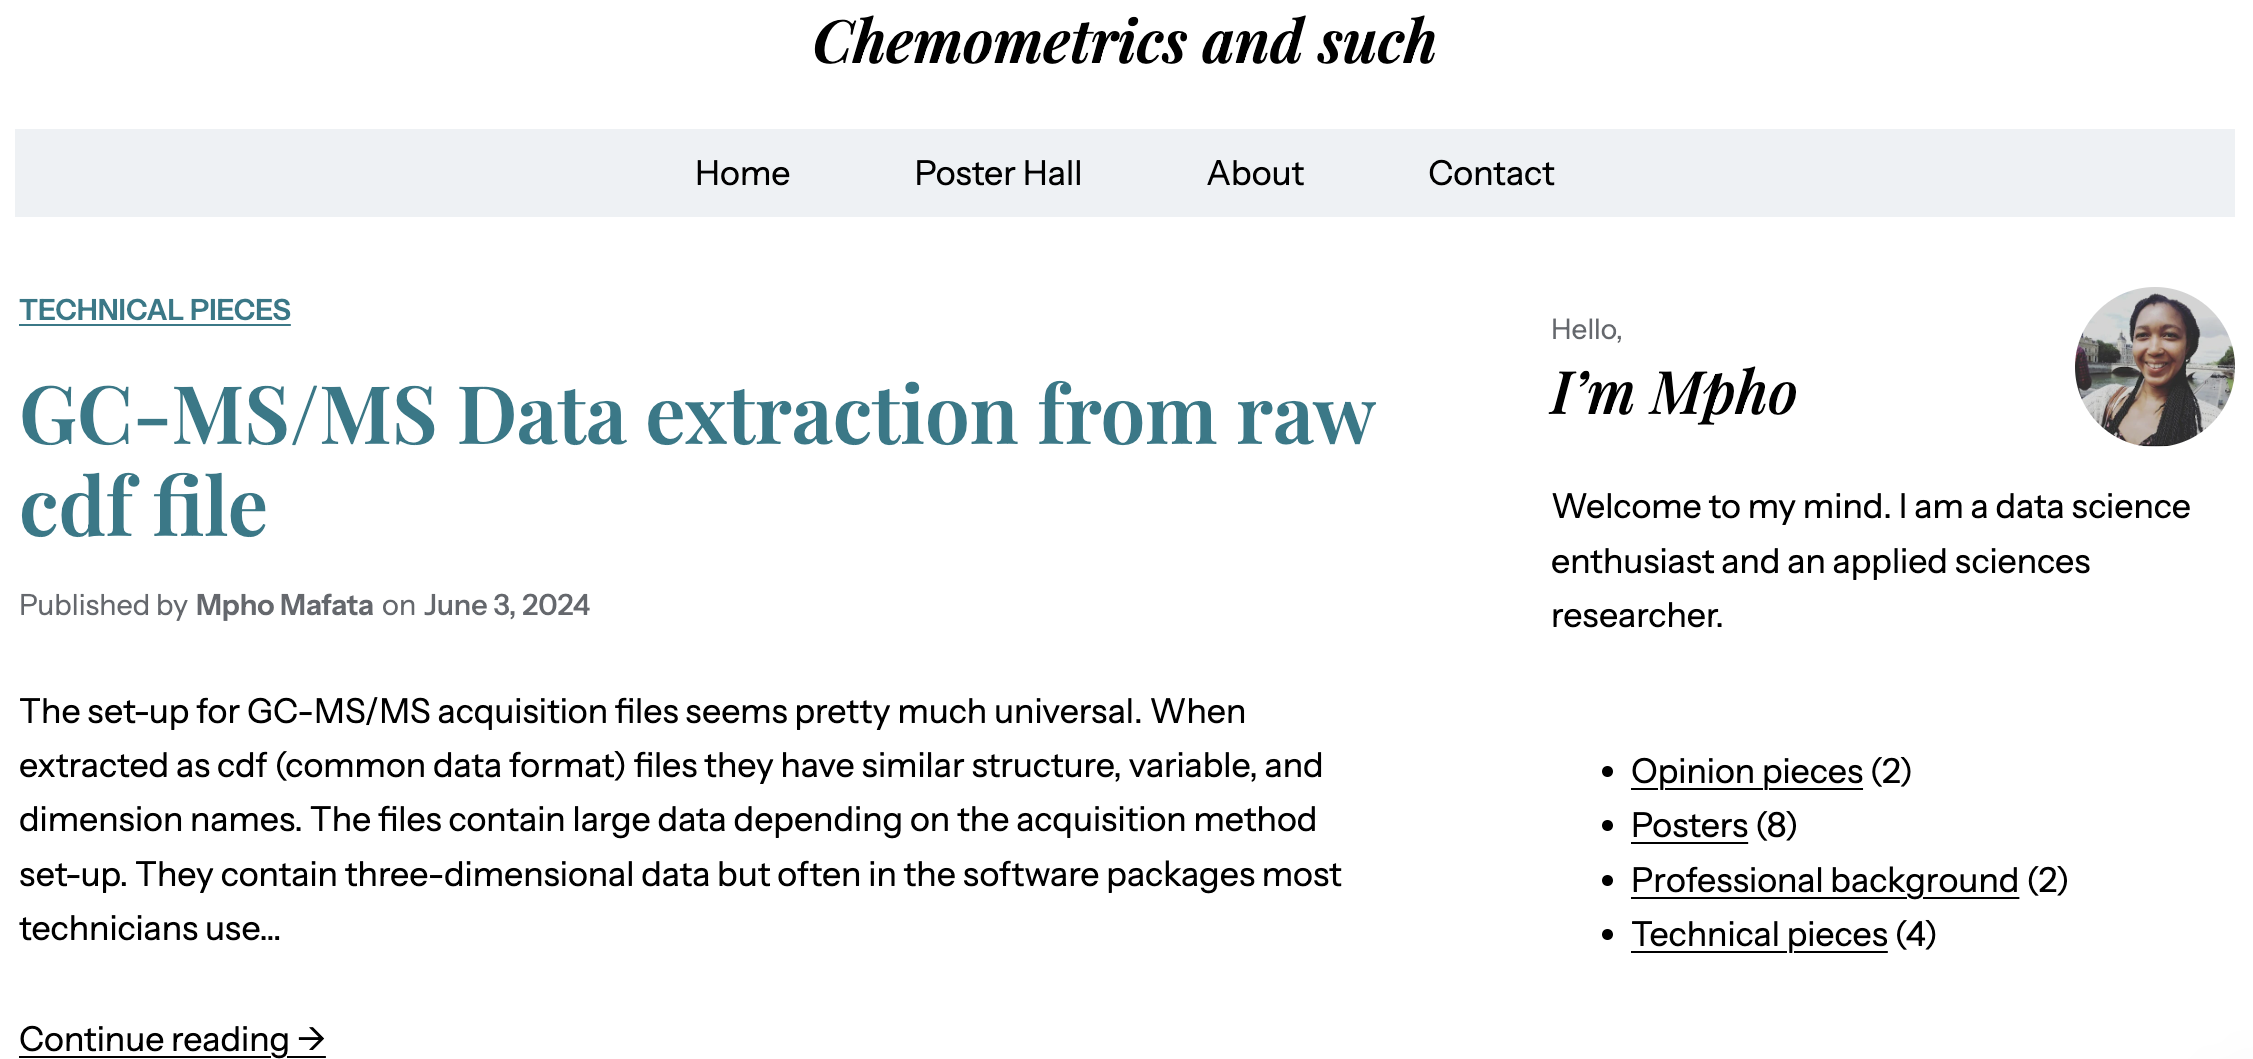 Chemometrics and such
Home Poster Hall About Contact
TECHNICAL PIECES
GC-MS/MS Data extraction from raw
cdf file
Published by Mpho Mafata on June 3, 2024
The set-up for GC-MS/MS acquisition files seems pretty much universal. When
extracted as cdf (common data format) files they have similar structure, variable, and
dimension names. The files contain large data depending on the acquisition method
set-up. They contain three-dimensional data but often in the software packages most
technicians use...
Continue reading →
Hello,
I’m Mpho
Welcome to my mind. I am a data science
enthusiast and an applied sciences
researcher.
• Opinion pieces (2)
• Posters (8)
• Professional background (2)
• Technical pieces (4)